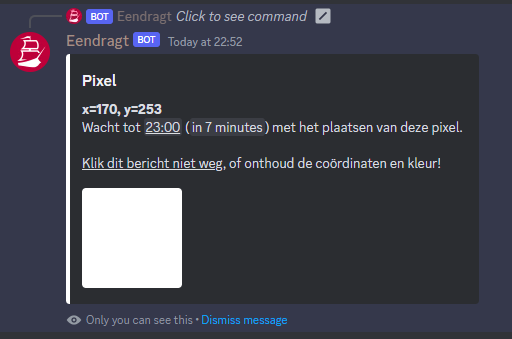 BOT Eendragt Click to see command
Eendragt BOT Today at 22:52
Pixel
x=170, y=253
Wacht tot 23:00 (in 7 minutes) met het plaatsen van deze pixel.
Klik dit bericht niet weg, of onthoud de coördinaten en kleur!
Only you can see this • Dismiss message